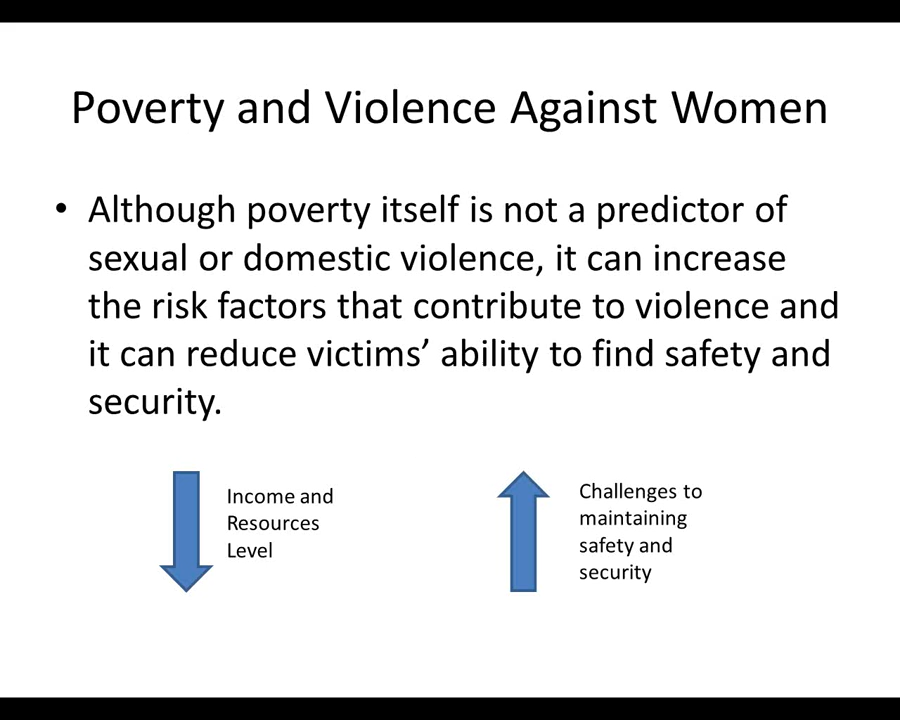 Poverty and Violence Against Women
• Although poverty itself is not a predictor of
sexual or domestic violence, it can increase
the risk factors that contribute to violence and
it can reduce victims’ ability to find safety and
security.
Income and
Resources
Level
Challenges to
maintaining
safety and
security